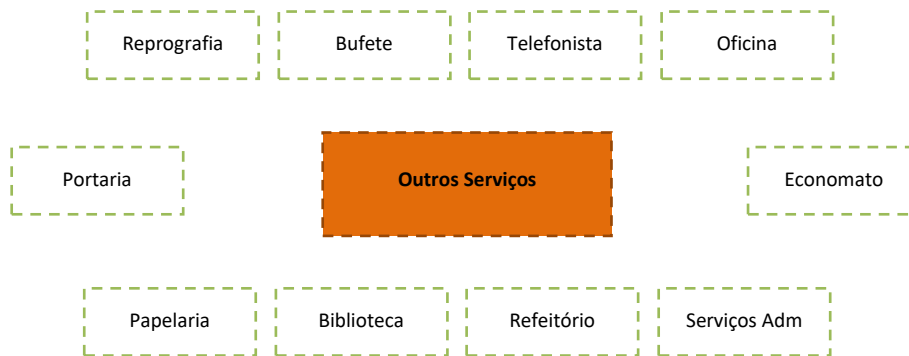 Reprografia
Bufete
Telefonista
Oficina
Portaria
Outros Serviços
Economato
Papelaria
Biblioteca
Refeitório
Serviços Adm